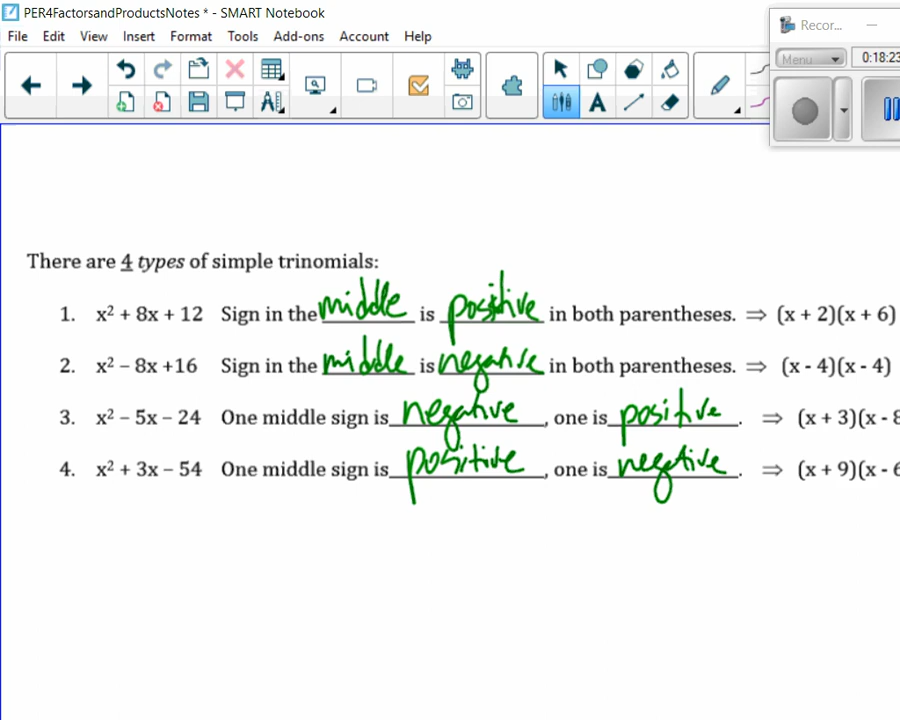 PER4FactorsandProductsNotes * - SMART Notebook
File Edit View Insert Format Tools Add-ons Account Help
Recor...
Menu 0:18:23
There are 4 types of simple trinomials:
1. x² + 8x + 12 Sign in the middle is positive in both parentheses. ⇒ (x + 2)(x + 6)
2. x² – 8x +16 Sign in the middle is negative in both parentheses. ⇒ (x - 4)(x - 4)
3. x² – 5x – 24 One middle sign is negative, one is positive. ⇒ (x + 3)(x - 8
4. x² + 3x – 54 One middle sign is positive, one is negative. ⇒ (x + 9)(x - 6